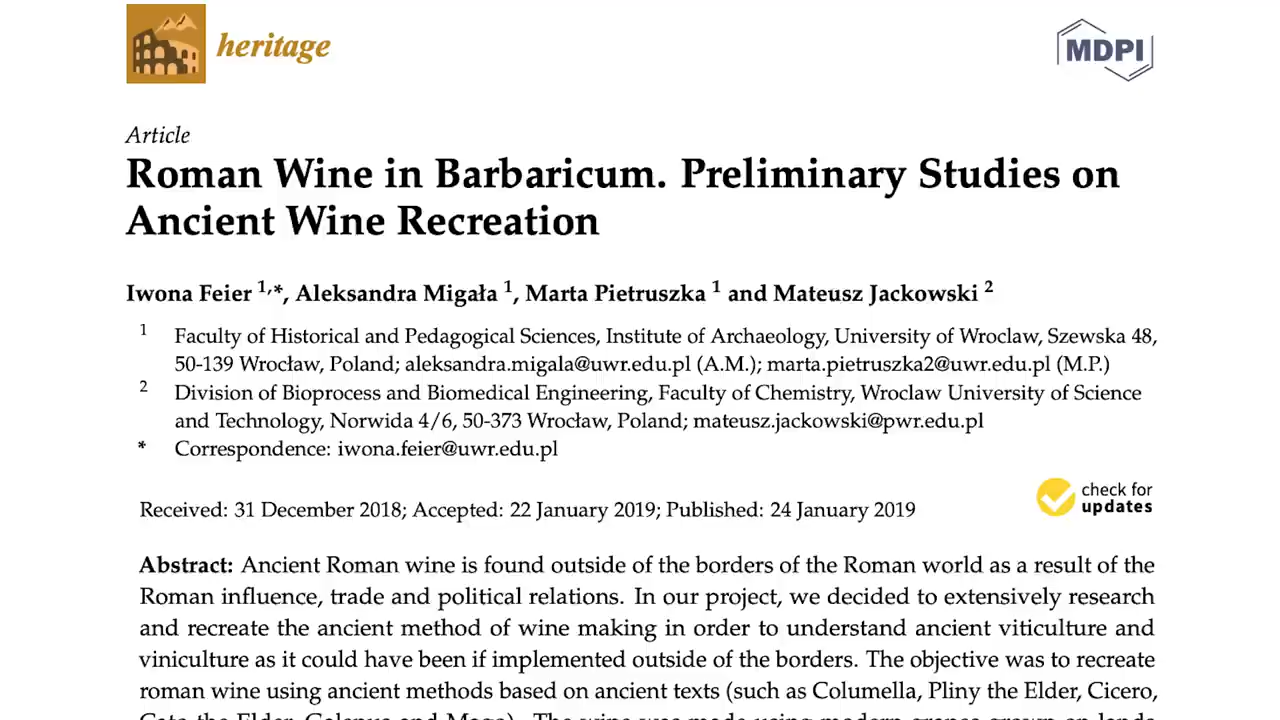 heritage
MDPI
Article
Roman Wine in Barbaricum. Preliminary Studies on
Ancient Wine Recreation
Iwona Feier 1,*, Aleksandra Migała 1, Marta Pietruszka 1 and Mateusz Jackowski 2
1 Faculty of Historical and Pedagogical Sciences, Institute of Archaeology, University of Wroclaw, Szewska 48,
50-139 Wrocław, Poland; aleksandra.migala@uwr.edu.pl (A.M.); marta.pietruszka2@uwr.edu.pl (M.P.)
2 Division of Bioprocess and Biomedical Engineering, Faculty of Chemistry, Wroclaw University of Science
and Technology, Norwida 4/6, 50-373 Wrocław, Poland; mateusz.jackowski@pwr.edu.pl
* Correspondence: iwona.feier@uwr.edu.pl
check for
updates
Received: 31 December 2018; Accepted: 22 January 2019; Published: 24 January 2019
Abstract: Ancient Roman wine is found outside of the borders of the Roman world as a result of the
Roman influence, trade and political relations. In our project, we decided to extensively research
and recreate the ancient method of wine making in order to understand ancient viticulture and
viniculture as it could have been if implemented outside of the borders. The objective was to recreate
roman wine using ancient methods based on ancient texts (such as Columella, Pliny the Elder, Cicero,